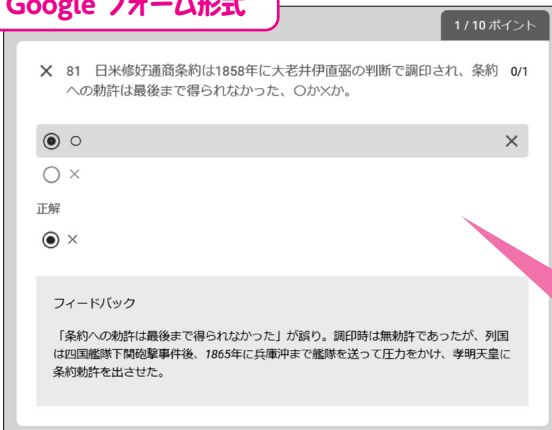 Google フォーム形式
1 / 10 ポイント
81 日米修好通商条約は1858年に大老井伊直弼の判断で調印され、条約 0/1
への勅許は最後まで得られなかった、〇か×か。
〇
×
正解
×
フィードバック
「条約への勅許は最後まで得られなかった」が誤り。調印時は無勅許であったが、列国
は四国艦隊下関砲撃事件後、1865年に兵庫沖まで艦隊を送って圧力をかけ、孝明天皇に
条約勅許を出させた。